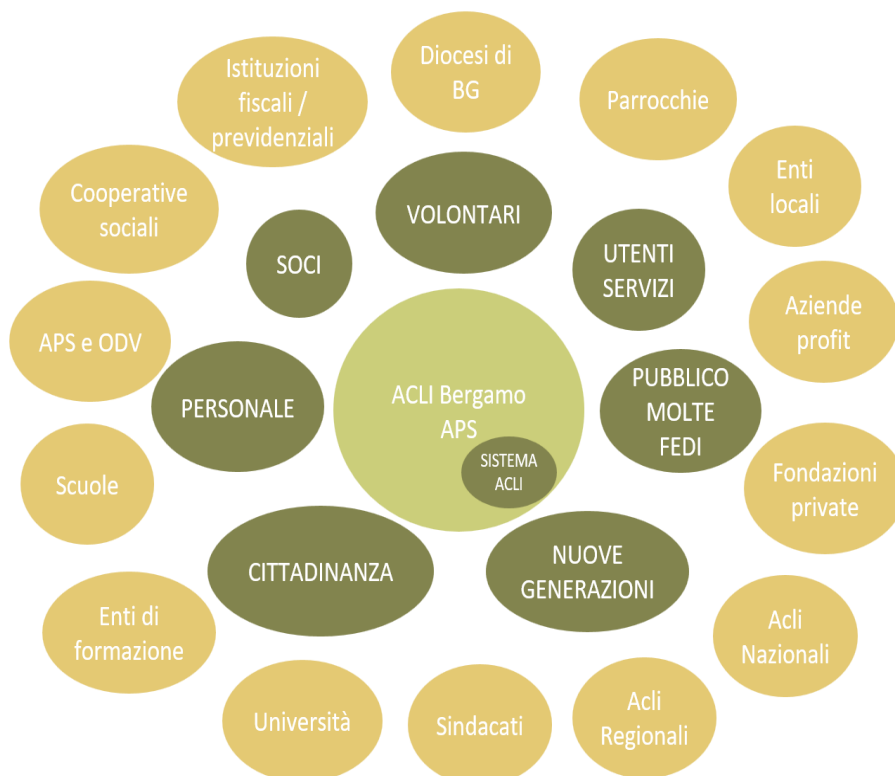 Istituzioni
fiscali /
previdenziali
Diocesi di
BG
Parrocchie
Enti
locali
Cooperative
sociali
VOLONTARI
SOCI
UTENTI
SERVIZI
APS e ODV
Aziende
profit
PERSONALE
ACLI Bergamo
APS
PUBBLICO
MOLTE
FEDI
SISTEMA
ACLI
Scuole
Fondazioni
private
CITTADINANZA
NUOVE
GENERAZIONI
Enti di
formazione
Acli
Nazionali
Università
Sindacati
Acli
Regionali